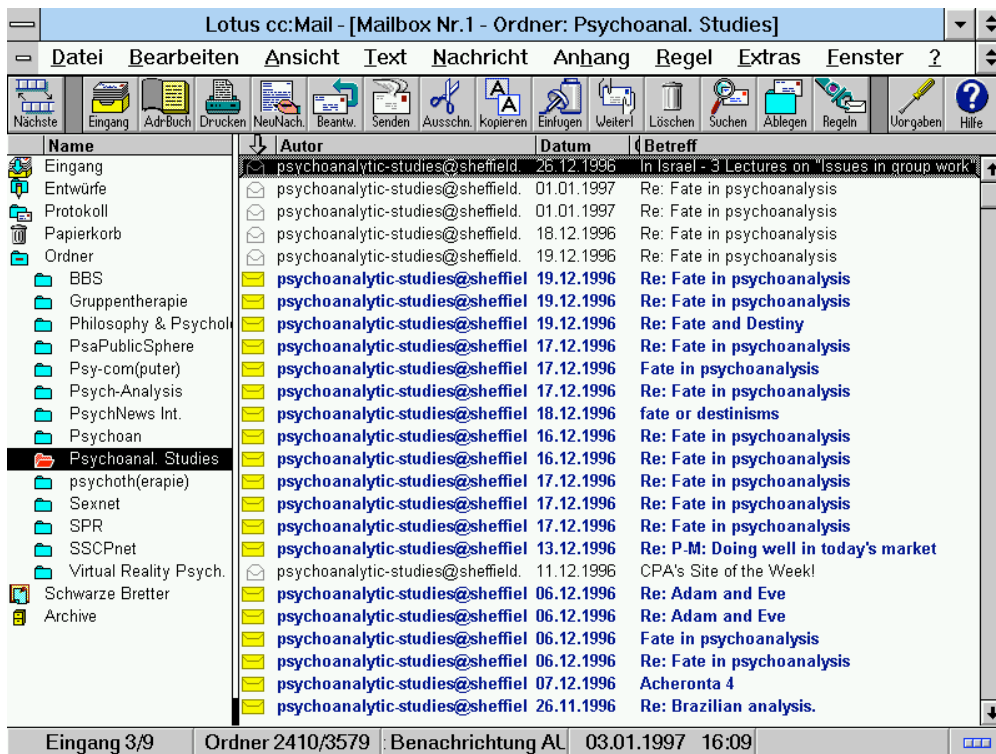 Lotus cc:Mail - [Mailbox Nr.1 - Ordner: Psychoanal. Studies]
Datei Bearbeiten Ansicht Text Nachricht Anhang Regel Extras Fenster ?
Nächste Eingang AdrBuch Drucken NeuNach. Beantw. Senden Ausschn. Kopieren Einfugen Weiterl Löschen Suchen Ablegen Regeln Vorgaben Hilfe
Name
Eingang
Entwürfe
Protokoll
Papierkorb
Ordner
BBS
Gruppentherapie
Philosophy & Psychol
PsaPublicSphere
Psy-com(puter)
Psych-Analysis
PsychNews Int.
Psychoan
Psychoanal. Studies
psychoth(erapie)
Sexnet
SPR
SSCPnet
Virtual Reality Psych.
Schwarze Bretter
Archive
Autor Datum Betreff
psychoanalytic-studies@sheffield. 26.12.1996 In Israel - 3 Lectures on "Issues in group work"
psychoanalytic-studies@sheffield. 01.01.1997 Re: Fate in psychoanalysis
psychoanalytic-studies@sheffield. 01.01.1997 Re: Fate in psychoanalysis
psychoanalytic-studies@sheffield. 18.12.1996 Re: Fate in psychoanalysis
psychoanalytic-studies@sheffield. 19.12.1996 Re: Fate in psychoanalysis
psychoanalytic-studies@sheffiel 19.12.1996 Re: Fate in psychoanalysis
psychoanalytic-studies@sheffiel 19.12.1996 Re: Fate in psychoanalysis
psychoanalytic-studies@sheffiel 19.12.1996 Re: Fate and Destiny
psychoanalytic-studies@sheffiel 17.12.1996 Re: Fate in psychoanalysis
psychoanalytic-studies@sheffiel 17.12.1996 Fate in psychoanalysis
psychoanalytic-studies@sheffiel 17.12.1996 Re: Fate in psychoanalysis
psychoanalytic-studies@sheffiel 18.12.1996 fate or destinisms
psychoanalytic-studies@sheffiel 16.12.1996 Re: Fate in psychoanalysis
psychoanalytic-studies@sheffiel 16.12.1996 Re: Fate in psychoanalysis
psychoanalytic-studies@sheffiel 17.12.1996 Re: Fate in psychoanalysis
psychoanalytic-studies@sheffiel 17.12.1996 Re: Fate in psychoanalysis
psychoanalytic-studies@sheffiel 17.12.1996 Re: Fate in psychoanalysis
psychoanalytic-studies@sheffiel 13.12.1996 Re: P-M: Doing well in today's market
psychoanalytic-studies@sheffield. 11.12.1996 CPA's Site of the Week!
psychoanalytic-studies@sheffiel 06.12.1996 Re: Adam and Eve
psychoanalytic-studies@sheffiel 06.12.1996 Re: Adam and Eve
psychoanalytic-studies@sheffiel 06.12.1996 Fate in psychoanalysis
psychoanalytic-studies@sheffiel 06.12.1996 Re: Fate in psychoanalysis
psychoanalytic-studies@sheffiel 07.12.1996 Acheronta 4
psychoanalytic-studies@sheffiel 26.11.1996 Re: Brazilian analysis.
Eingang 3/9 Ordner 2410/3579 : Benachrichtung AU 03.01.1997 16:09